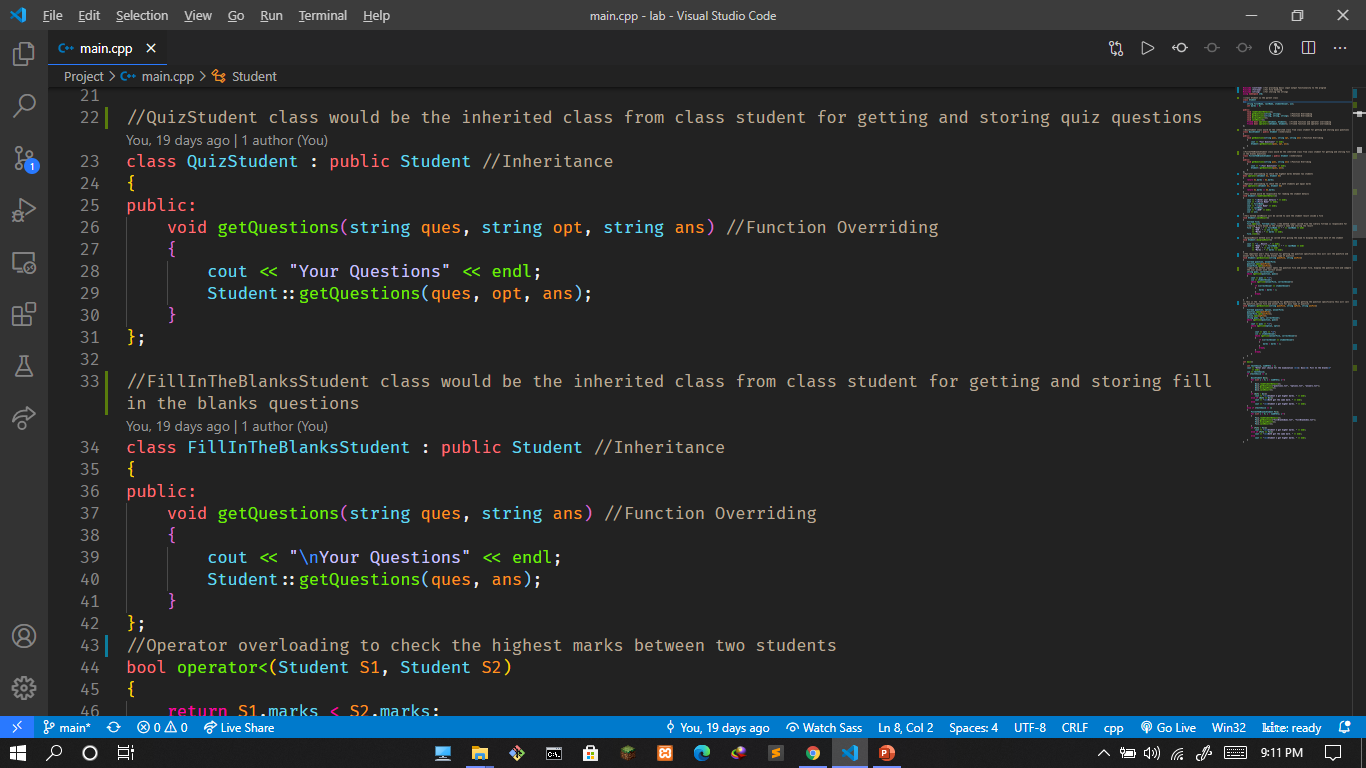 File Edit Selection View Go Run Terminal Help main.cpp - lab - Visual Studio Code
main.cpp
Project > main.cpp > Student
21
22 //QuizStudent class would be the inherited class from class student for getting and storing quiz questions
You, 19 days ago | 1 author (You)
23 class QuizStudent : public Student //Inheritance
24 {
25 public:
26 void getQuestions(string ques, string opt, string ans) //Function Overriding
27 {
28 cout << "Your Questions" << endl;
29 Student::getQuestions(ques, opt, ans);
30 }
31 };
32
33 //FillInTheBlanksStudent class would be the inherited class from class student for getting and storing fill
in the blanks questions
You, 19 days ago | 1 author (You)
34 class FillInTheBlanksStudent : public Student //Inheritance
35 {
36 public:
37 void getQuestions(string ques, string ans) //Function Overriding
38 {
39 cout << "\nYour Questions" << endl;
40 Student::getQuestions(ques, ans);
41 }
42 };
43 //Operator overloading to check the highest marks between two students
44 bool operator<(Student S1, Student S2)
45 {
46 return S1.marks < S2.marks;
1
main* 0 0 Live Share You, 19 days ago Watch Sass Ln 8, Col 2 Spaces: 4 UTF-8 CRLF cpp Go Live Win32 kite: ready
9:11 PM